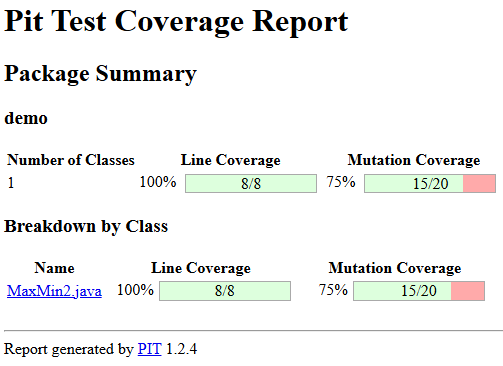 Pit Test Coverage Report
Package Summary
demo
Number of Classes Line Coverage Mutation Coverage
1 100% 8/8 75% 15/20
Breakdown by Class
Name Line Coverage Mutation Coverage
MaxMin2.java 100% 8/8 75% 15/20
Report generated by PIT 1.2.4